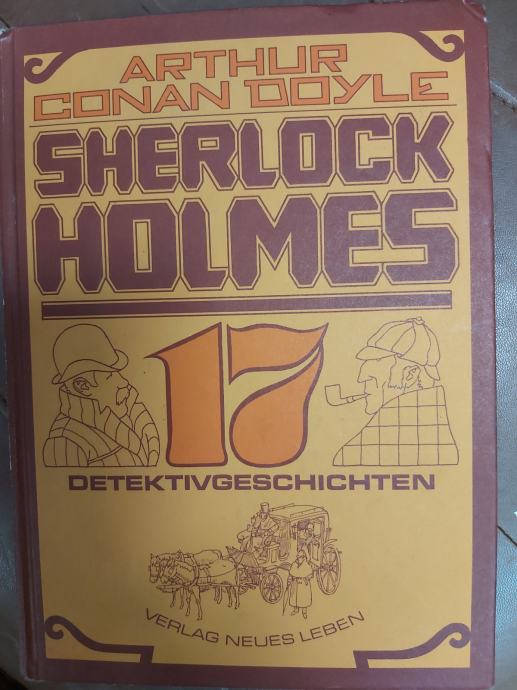 ARTHUR
CONAN DOYLE
SHERLOCK
HOLMES
17
DETEKTIVGESCHICHTEN
VERLAG NEUES LEBEN